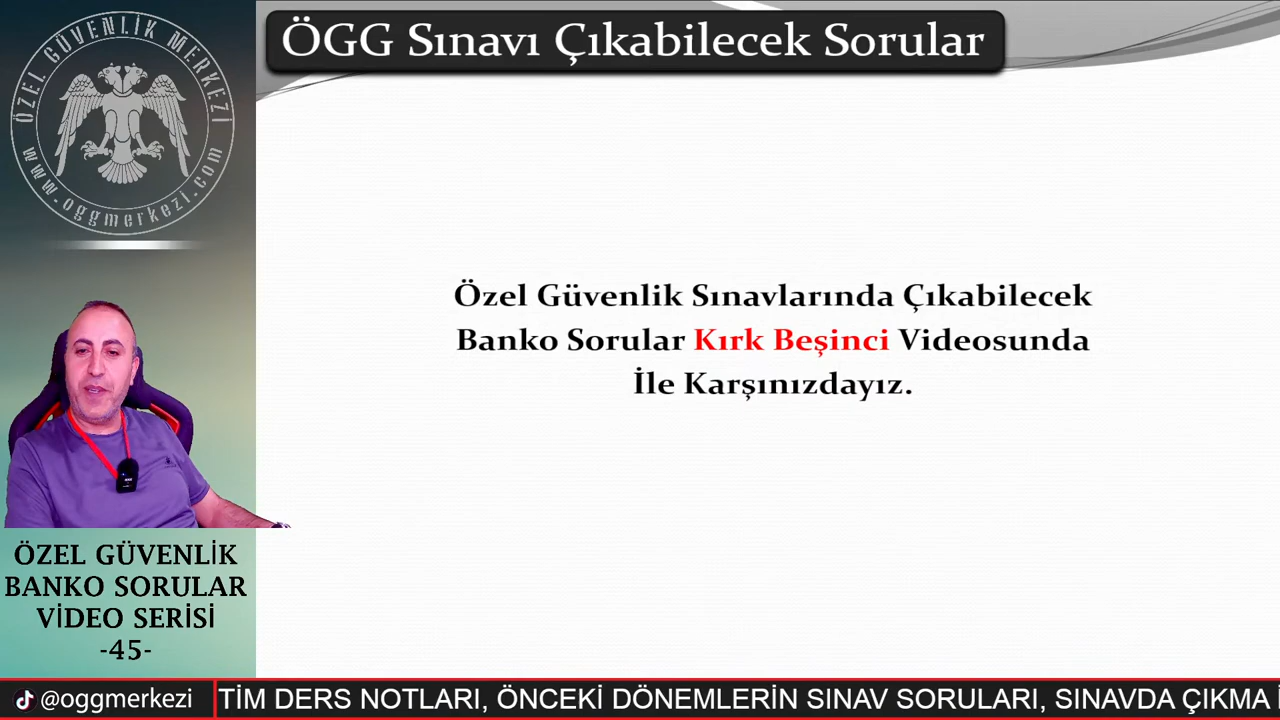 ÖGG Sınavı Çıkabilecek Sorular
ÖZEL GÜVENLİK MERKEZİ
www.oggmerkezi.com
Özel Güvenlik Sınavlarında Çıkabilecek
Banko Sorular Kırk Beşinci Videosunda
İle Karşınızdayız.
ÖZEL GÜVENLİK
BANKO SORULAR
VİDEO SERİSİ
-45-
@oggmerkezi
TİM DERS NOTLARI, ÖNCEKİ DÖNEMLERİN SINAV SORULARI, SINAVDA ÇIKMA İ